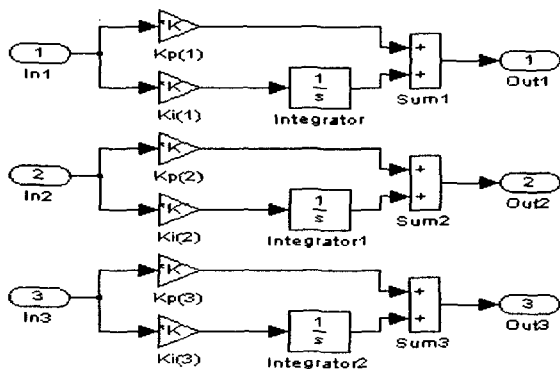 *K
1
1
In1
Kp(1)
+
+
Out1
*K
1/s
Sum1
Ki(1)
Integrator
*K
2
2
In2
Kp(2)
+
+
Out2
*K
1/s
Sum2
Ki(2)
Integrator1
*K
3
3
In3
Kp(3)
+
+
Out3
*K
1/s
Sum3
Ki(3)
Integrator2